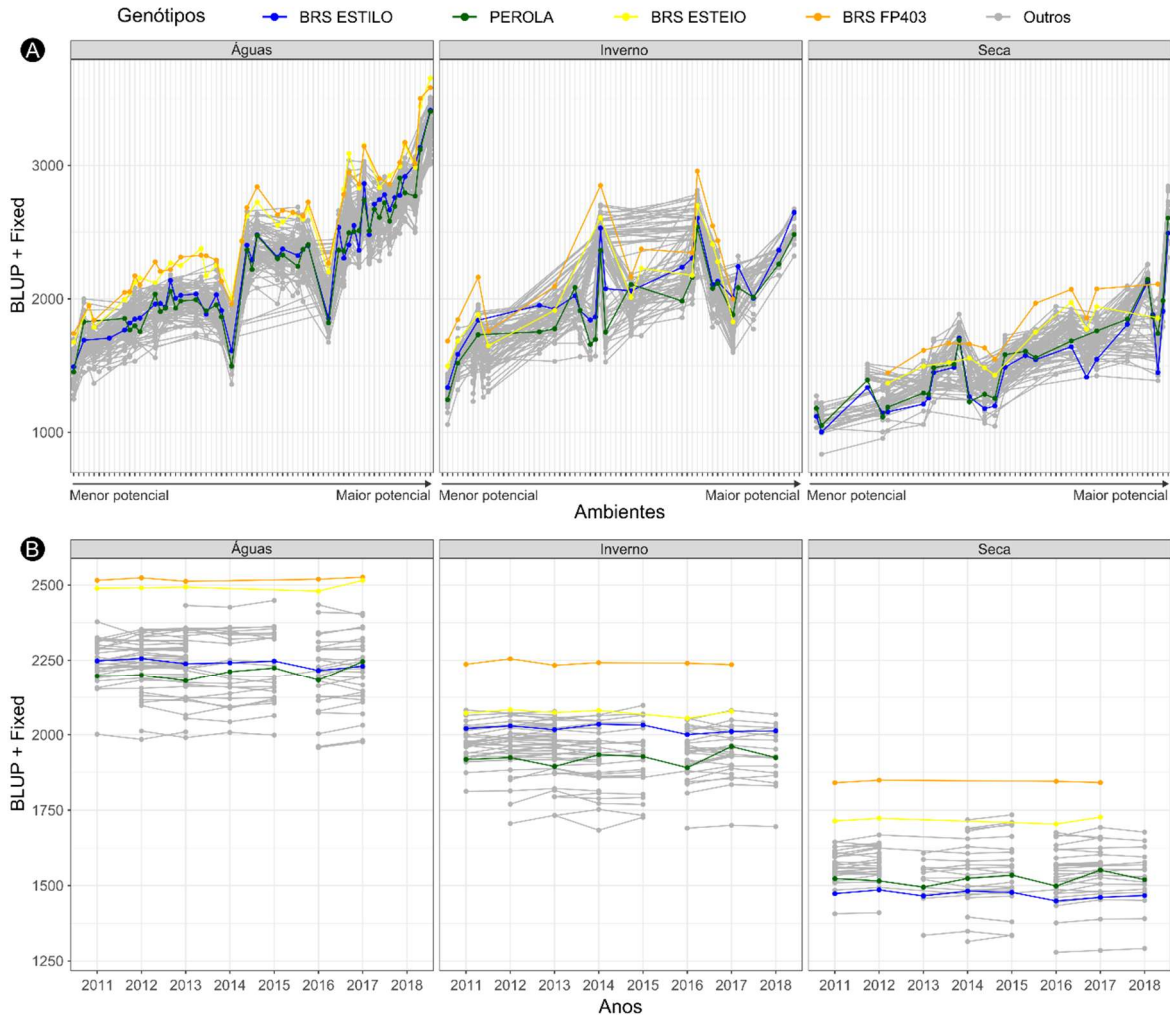 Genótipos BRS ESTILO PEROLA BRS ESTEIO BRS FP403 Outros
A
Águas Inverno Seca
BLUP + Fixed
3000
2000
1000
Menor potencial Maior potencial Menor potencial Maior potencial Menor potencial Maior potencial
Ambientes
B
Águas Inverno Seca
BLUP + Fixed
2500
2250
2000
1750
1500
1250
2011 2012 2013 2014 2015 2016 2017 2018 2011 2012 2013 2014 2015 2016 2017 2018 2011 2012 2013 2014 2015 2016 2017 2018
Anos